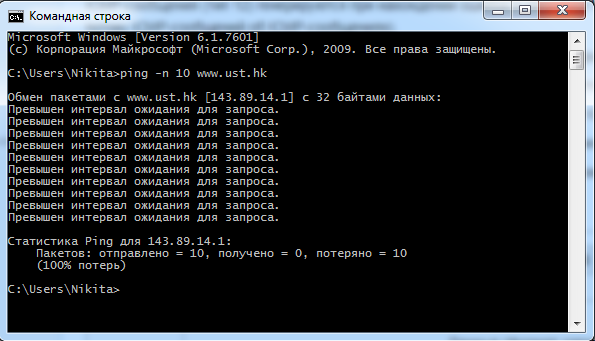 Командная строка
Microsoft Windows [Version 6.1.7601]
(c) Корпорация Майкрософт (Microsoft Corp.), 2009. Все права защищены.
C:\Users\Nikita>ping -n 10 www.ust.hk
Обмен пакетами с www.ust.hk [143.89.14.1] с 32 байтами данных:
Превышен интервал ожидания для запроса.
Превышен интервал ожидания для запроса.
Превышен интервал ожидания для запроса.
Превышен интервал ожидания для запроса.
Превышен интервал ожидания для запроса.
Превышен интервал ожидания для запроса.
Превышен интервал ожидания для запроса.
Превышен интервал ожидания для запроса.
Превышен интервал ожидания для запроса.
Превышен интервал ожидания для запроса.
Статистика Ping для 143.89.14.1:
Пакетов: отправлено = 10, получено = 0, потеряно = 10
(100% потерь)
C:\Users\Nikita>